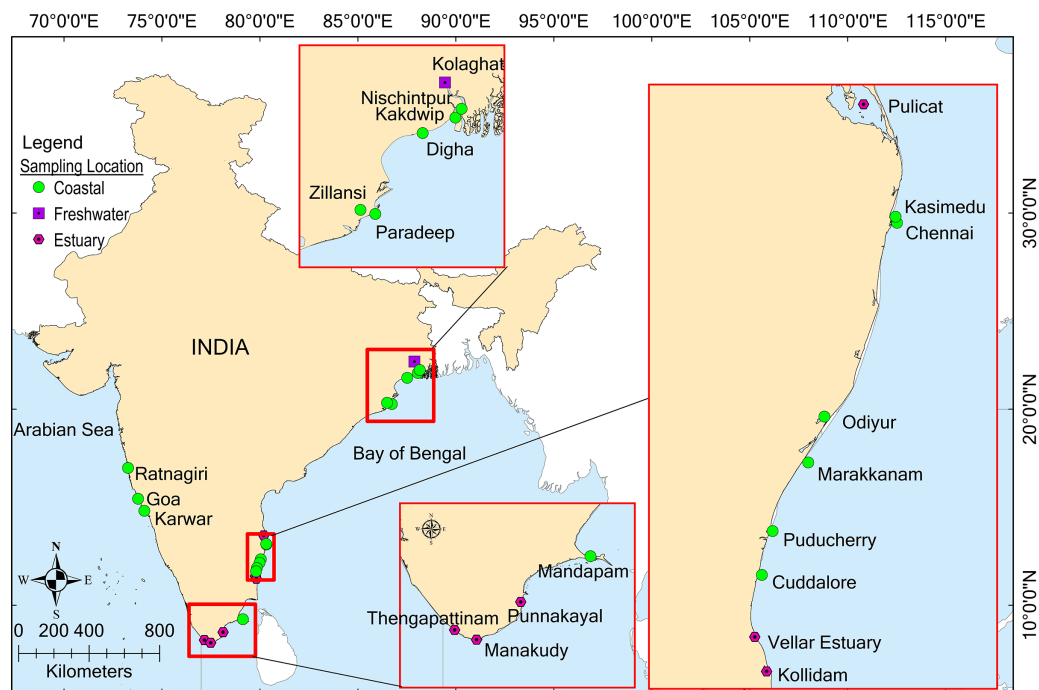 70°0'0"E 75°0'0"E 80°0'0"E 85°0'0"E 90°0'0"E 95°0'0"E 100°0'0"E 105°0'0"E 110°0'0"E 115°0'0"E
Legend
Sampling Location
Coastal
Freshwater
Estuary
Kolaghat
Nischintpur
Kakdwip
Digha
Zillansi
Paradeep
Pulicat
Kasimedu
Chennai
Odiyur
Marakkanam
Puducherry
Cuddalore
Vellar Estuary
Kollidam
30°0'0"N
20°0'0"N
10°0'0"N
INDIA
Arabian Sea
Bay of Bengal
Ratnagiri
Goa
Karwar
N
W E
S
0 200 400 800
Kilometers
N
W E
S
Mandapam
Punnakayal
Thengapattinam
Manakudy